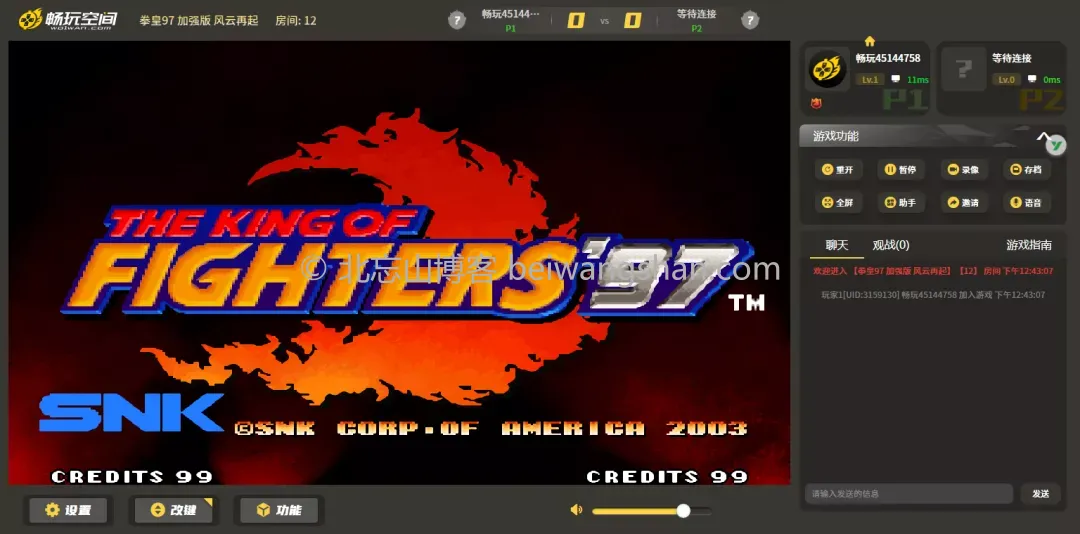 畅玩空间
WO1WAN.COM
拳皇97 加强版 风云再起 房间: 12
? 畅玩45144··· P1 0 vs 0 等待连接 P2 ?
畅玩45144758
Lv.1 11ms
P1
?
等待连接
Lv.0 0ms
P2
THE KING OF
FIGHTERS'97
TM
© 北忘山博客 beiwangshan.com
SNK
©SNK CORP.OF AMERICA 2003
CREDITS 99 CREDITS 99
游戏功能
重开 暂停 录像 存档
全屏 助手 邀请 语音
聊天 观战(0) 游戏指南
欢迎进入 【拳皇97 加强版 风云再起】【12】 房间 下午12:43:07
玩家1[UID:3159130] 畅玩45144758 加入游戏 下午12:43:07
请输入发送的信息 发送
设置 改键 功能